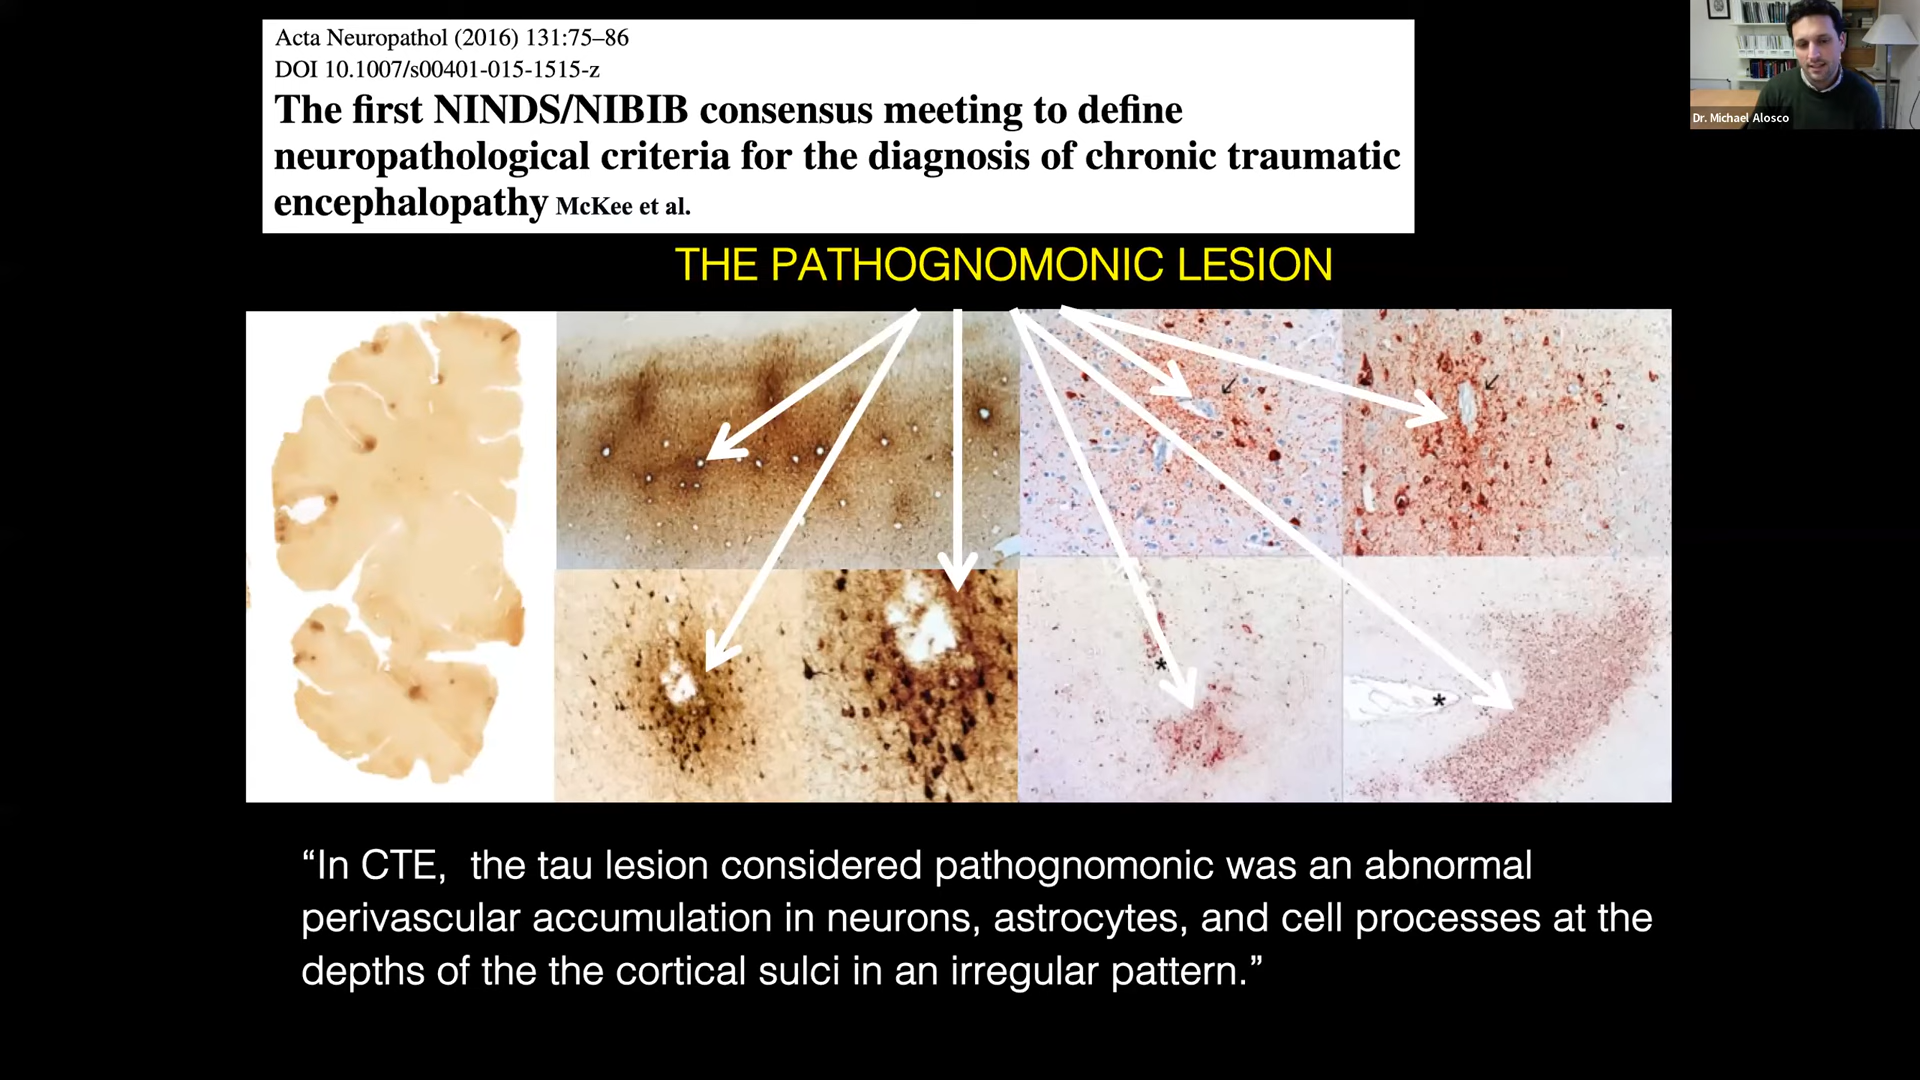 Acta Neuropathol (2016) 131:75–86
DOI 10.1007/s00401-015-1515-z
The first NINDS/NIBIB consensus meeting to define
neuropathological criteria for the diagnosis of chronic traumatic
encephalopathy McKee et al.
Dr. Michael Alosco
THE PATHOGNOMONIC LESION
*
*
“In CTE,  the tau lesion considered pathognomonic was an abnormal
perivascular accumulation in neurons, astrocytes, and cell processes at the
depths of the the cortical sulci in an irregular pattern.”